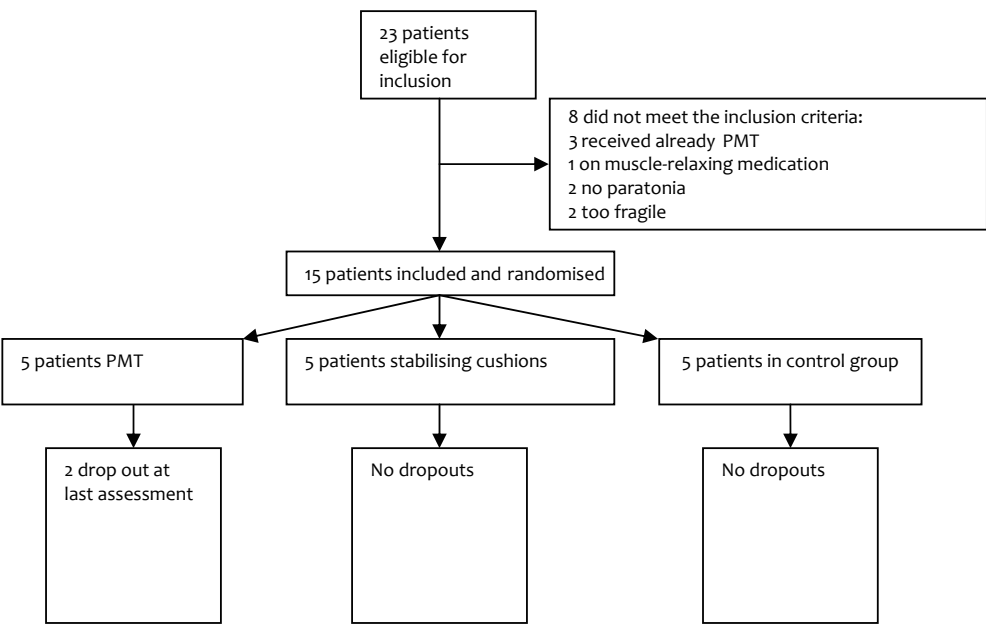 23 patients
eligible for
inclusion
8 did not meet the inclusion criteria:
3 received already PMT
1 on muscle-relaxing medication
2 no paratonia
2 too fragile
15 patients included and randomised
5 patients PMT
5 patients stabilising cushions
5 patients in control group
2 drop out at
last assessment
No dropouts
No dropouts